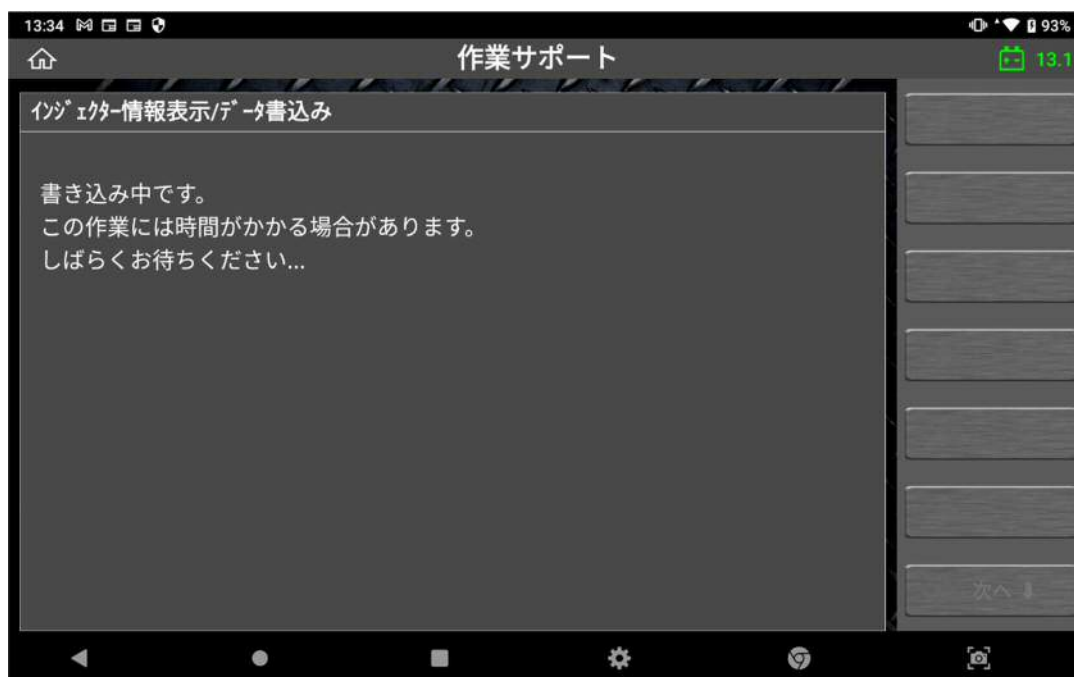 13:34 93%
作業サポート
13.1
インジェクター情報表示/データ書込み
書き込み中です。
この作業には時間がかかる場合があります。
しばらくお待ちください...
次へ